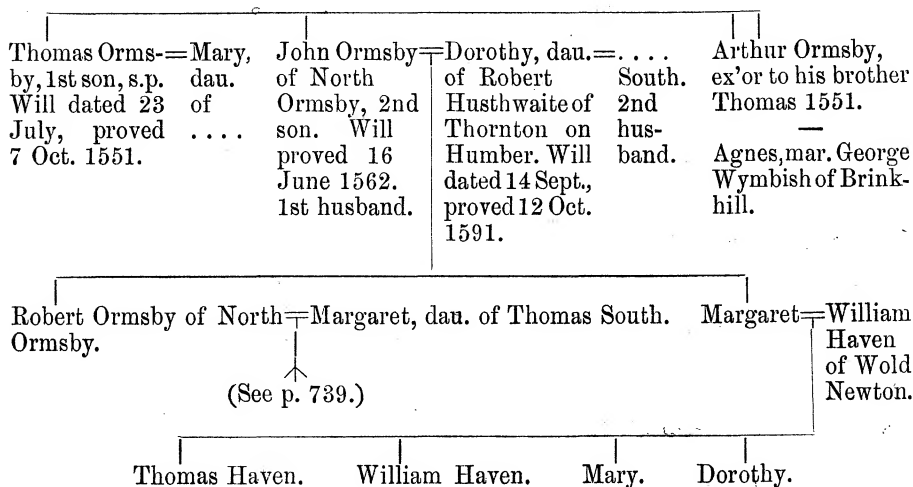 Thomas Orms-=Mary,
by, 1st son, s.p. dau.
Will dated 23 of
July, proved ....
7 Oct. 1551.
John Ormsby=
of North
Ormsby, 2nd
son. Will
proved 16
June 1562.
1st husband.
Dorothy, dau.=....
of Robert South.
Husthwaite of 2nd
Thornton on hus-
Humber. Will band.
dated 14 Sept.,
proved 12 Oct.
1591.
Arthur Ormsby,
ex'or to his brother
Thomas 1551.
—
Agnes, mar. George
Wymbish of Brink-
hill.
Robert Ormsby of North=Margaret, dau. of Thomas South.
Ormsby.
(See p. 739.)
Margaret=William
Haven
of Wold
Newton.
Thomas Haven. William Haven. Mary. Dorothy.